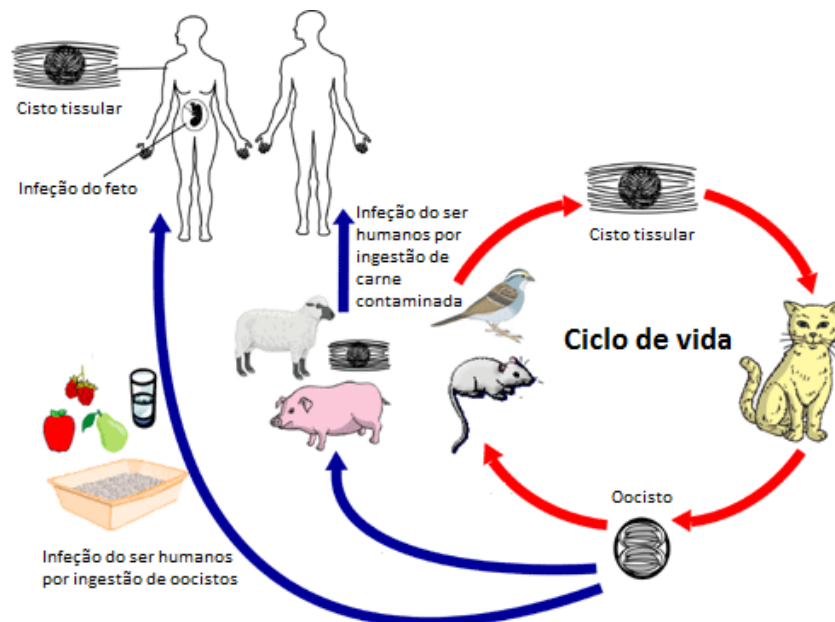 Cisto tissular
Infeção do feto
Infeção do ser
humanos por
ingestão de
carne
contaminada
Cisto tissular
Ciclo de vida
Oocisto
Infeção do ser humanos
por ingestão de oocistos